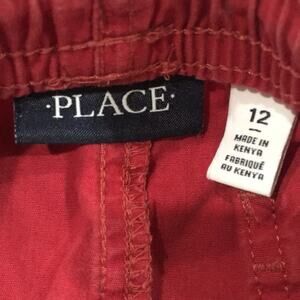 ·PLACE·
12
MADE IN
KENYA
FABRIQUÉ
AU KENYA